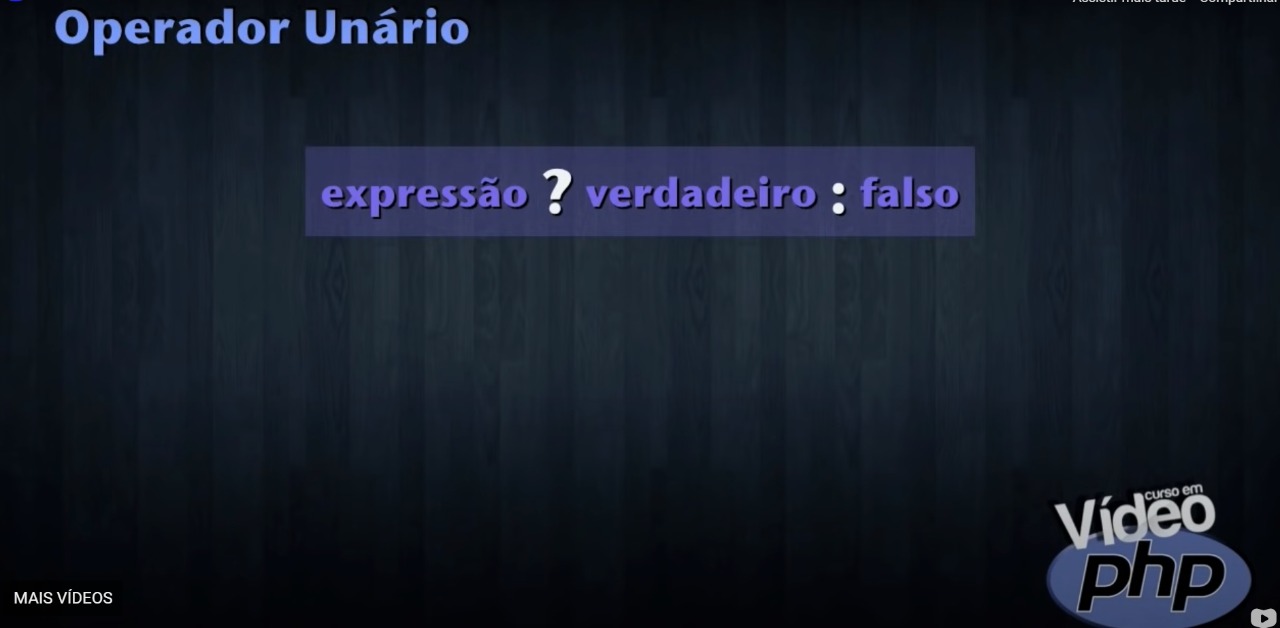 Operador Unário
expressão ? verdadeiro : falso
curso em
Vídeo
php
MAIS VÍDEOS